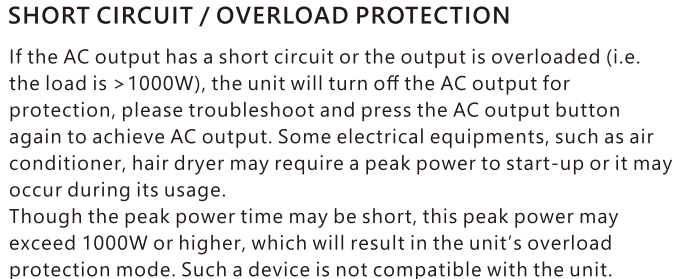 SHORT CIRCUIT / OVERLOAD PROTECTION
If the AC output has a short circuit or the output is overloaded (i.e.
the load is >1000W), the unit will turn off the AC output for
protection, please troubleshoot and press the AC output button
again to achieve AC output. Some electrical equipments, such as air
conditioner, hair dryer may require a peak power to start-up or it may
occur during its usage.
Though the peak power time may be short, this peak power may
exceed 1000W or higher, which will result in the unit's overload
protection mode. Such a device is not compatible with the unit.